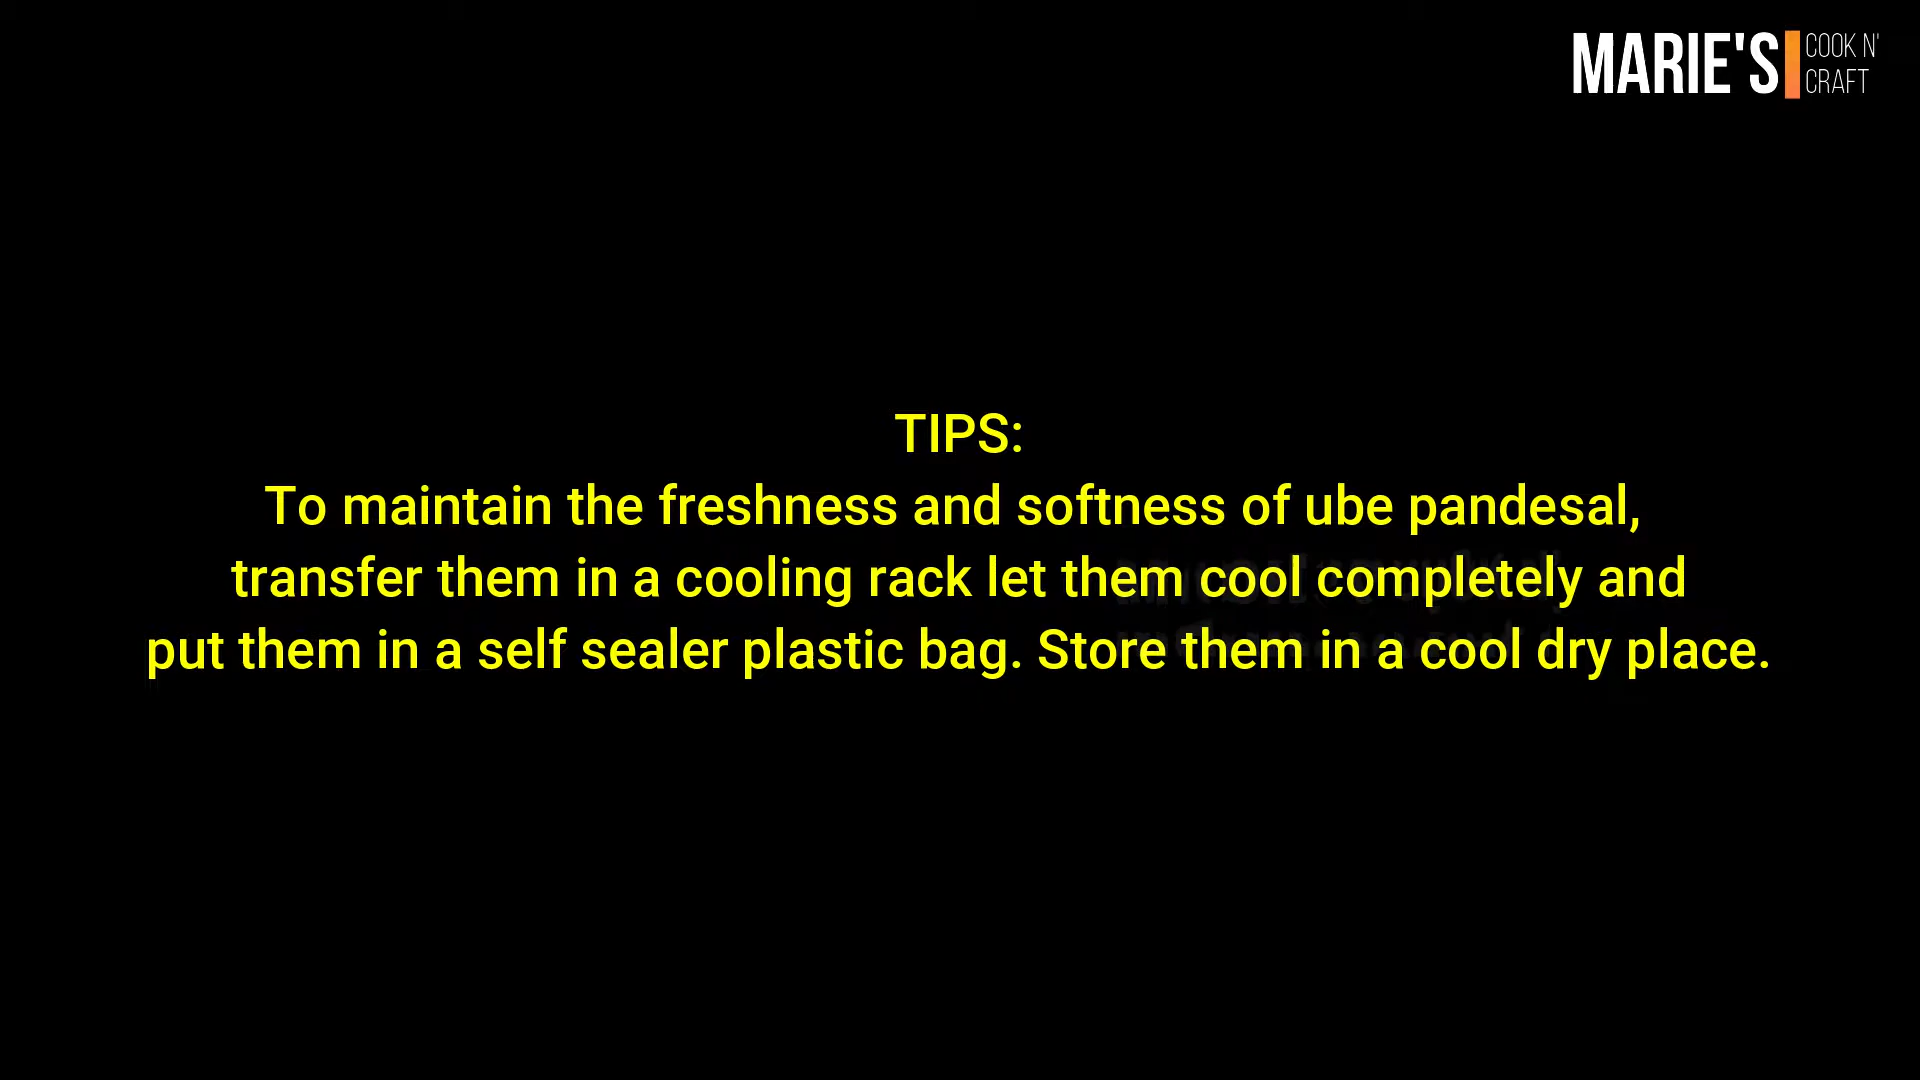 MARIE'S
COOK N'
CRAFT
TIPS:
To maintain the freshness and softness of ube pandesal,
transfer them in a cooling rack let them cool completely and
put them in a self sealer plastic bag. Store them in a cool dry place.